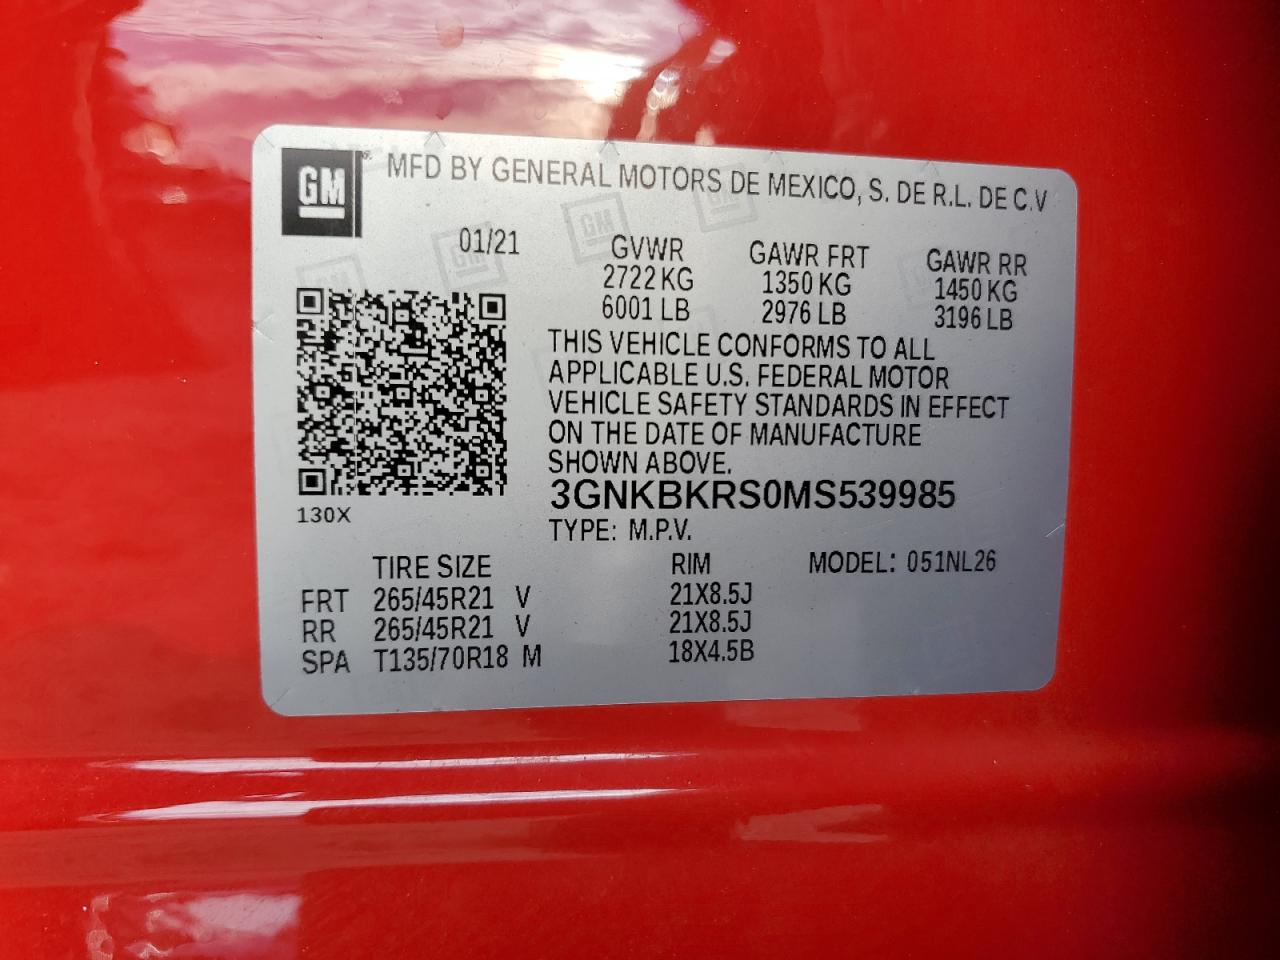 GM MFD BY GENERAL MOTORS DE MEXICO, S. DE R.L. DE C.V
01/21 GVWR GAWR FRT GAWR RR
2722 KG 1350 KG 1450 KG
6001 LB 2976 LB 3196 LB
THIS VEHICLE CONFORMS TO ALL
APPLICABLE U.S. FEDERAL MOTOR
VEHICLE SAFETY STANDARDS IN EFFECT
ON THE DATE OF MANUFACTURE
SHOWN ABOVE.
3GNKBKRS0MS539985
130X
TYPE: M.P.V.
TIRE SIZE RIM MODEL: 051NL26
FRT 265/45R21 V 21X8.5J
RR 265/45R21 V 21X8.5J
SPA T135/70R18 M 18X4.5B